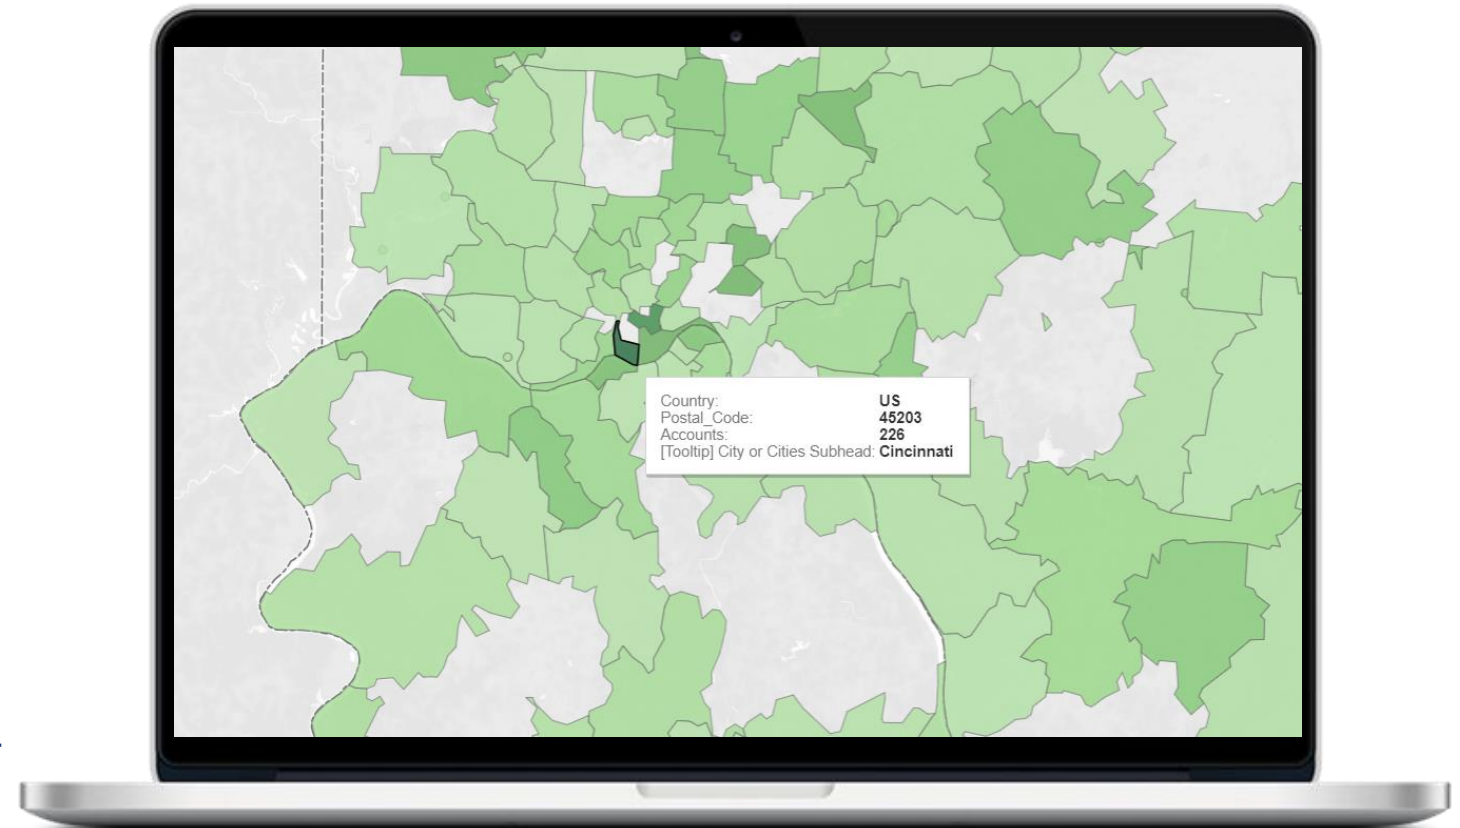 Country: US
Postal_Code: 45203
Accounts: 226
[Tooltip] City or Cities Subhead: Cincinnati